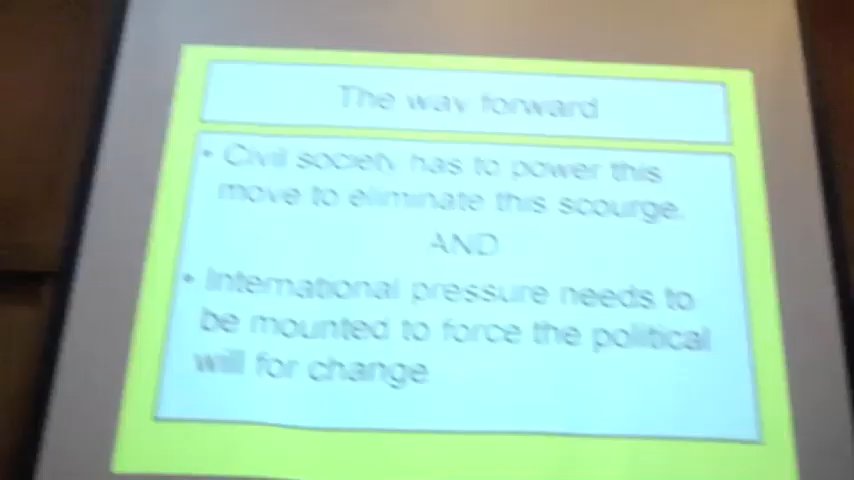 The way forward
• Civil society has to power this
move to eliminate this scourge.
AND
• International pressure needs to
be mounted to force the political
will for change